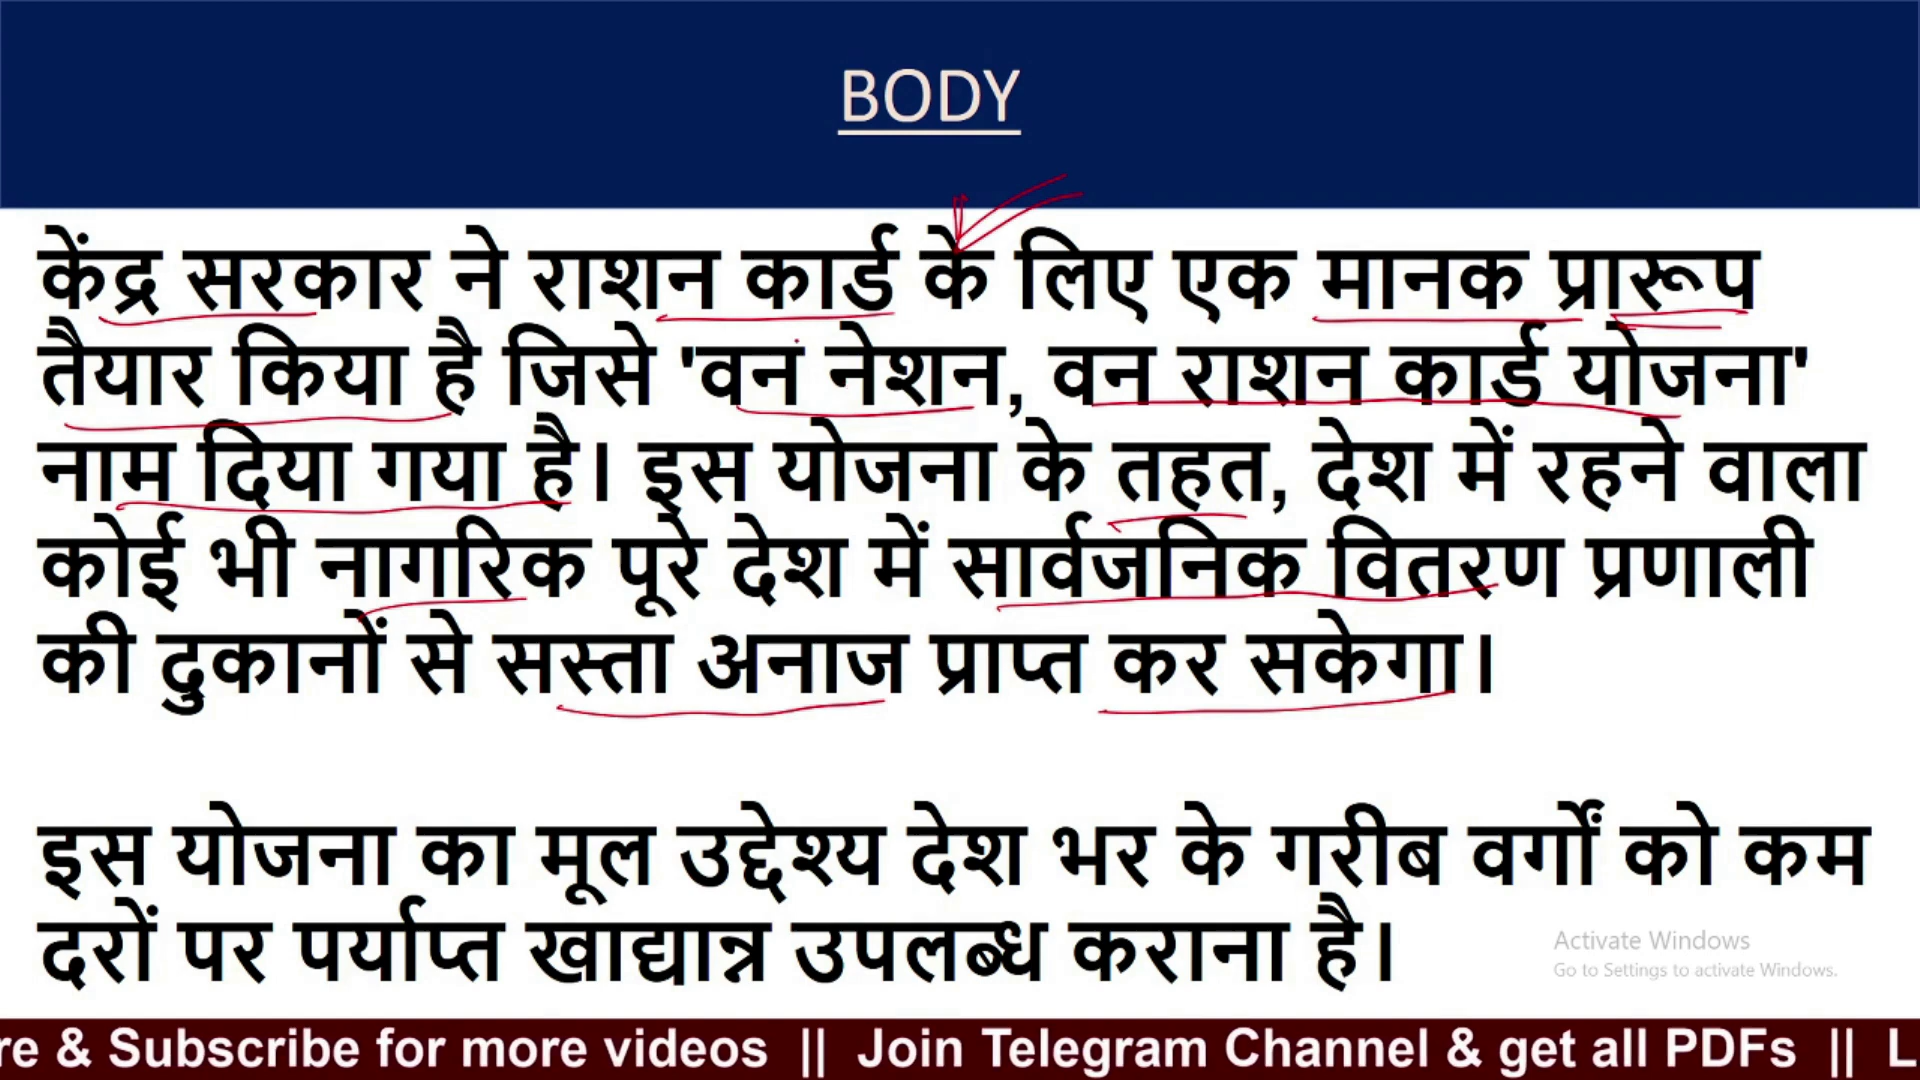 BODY
केंद्र सरकार ने राशन कार्ड के लिए एक मानक प्रारूप
तैयार किया है जिसे 'वन नेशन, वन राशन कार्ड योजना'
नाम दिया गया है। इस योजना के तहत, देश में रहने वाला
कोई भी नागरिक पूरे देश में सार्वजनिक वितरण प्रणाली
की दुकानों से सस्ता अनाज प्राप्त कर सकेगा।
इस योजना का मूल उद्देश्य देश भर के गरीब वर्गों को कम
दरों पर पर्याप्त खाद्यान्न उपलब्ध कराना है।
Activate Windows
Go to Settings to activate Windows.
re & Subscribe for more videos || Join Telegram Channel & get all PDFs || L